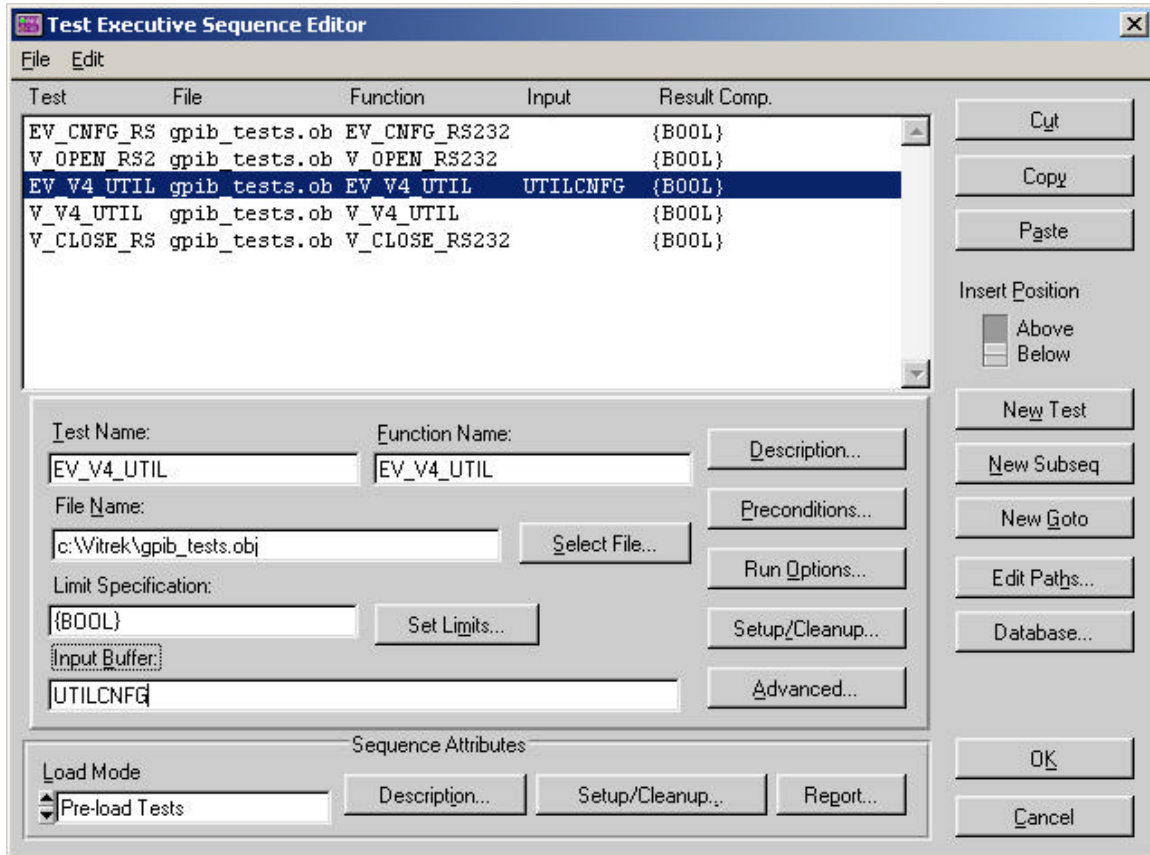 Test Executive Sequence Editor
File Edit
Test File Function Input Result Comp.
EV_CNFG_RS gpib_tests.ob EV_CNFG_RS232 {BOOL}
V_OPEN_RS2 gpib_tests.ob V_OPEN_RS232 {BOOL}
EV_V4_UTIL gpib_tests.ob EV_V4_UTIL UTILCNFG {BOOL}
V_V4_UTIL gpib_tests.ob V_V4_UTIL {BOOL}
V_CLOSE_RS gpib_tests.ob V_CLOSE_RS232 {BOOL}
Cut
Copy
Paste
Insert Position
Above
Below
New Test
New Subseq
New Goto
Edit Paths...
Database...
Test Name:
EV_V4_UTIL
Function Name:
EV_V4_UTIL
Description...
File Name:
c:\Vitrek\gpib_tests.obj
Select File...
Preconditions...
Run Options...
Limit Specification:
{BOOL}
Set Limits...
Setup/Cleanup...
Input Buffer:
UTILCNFG
Advanced...
Sequence Attributes
Load Mode
Pre-load Tests
Description...
Setup/Cleanup...
Report...
OK
Cancel